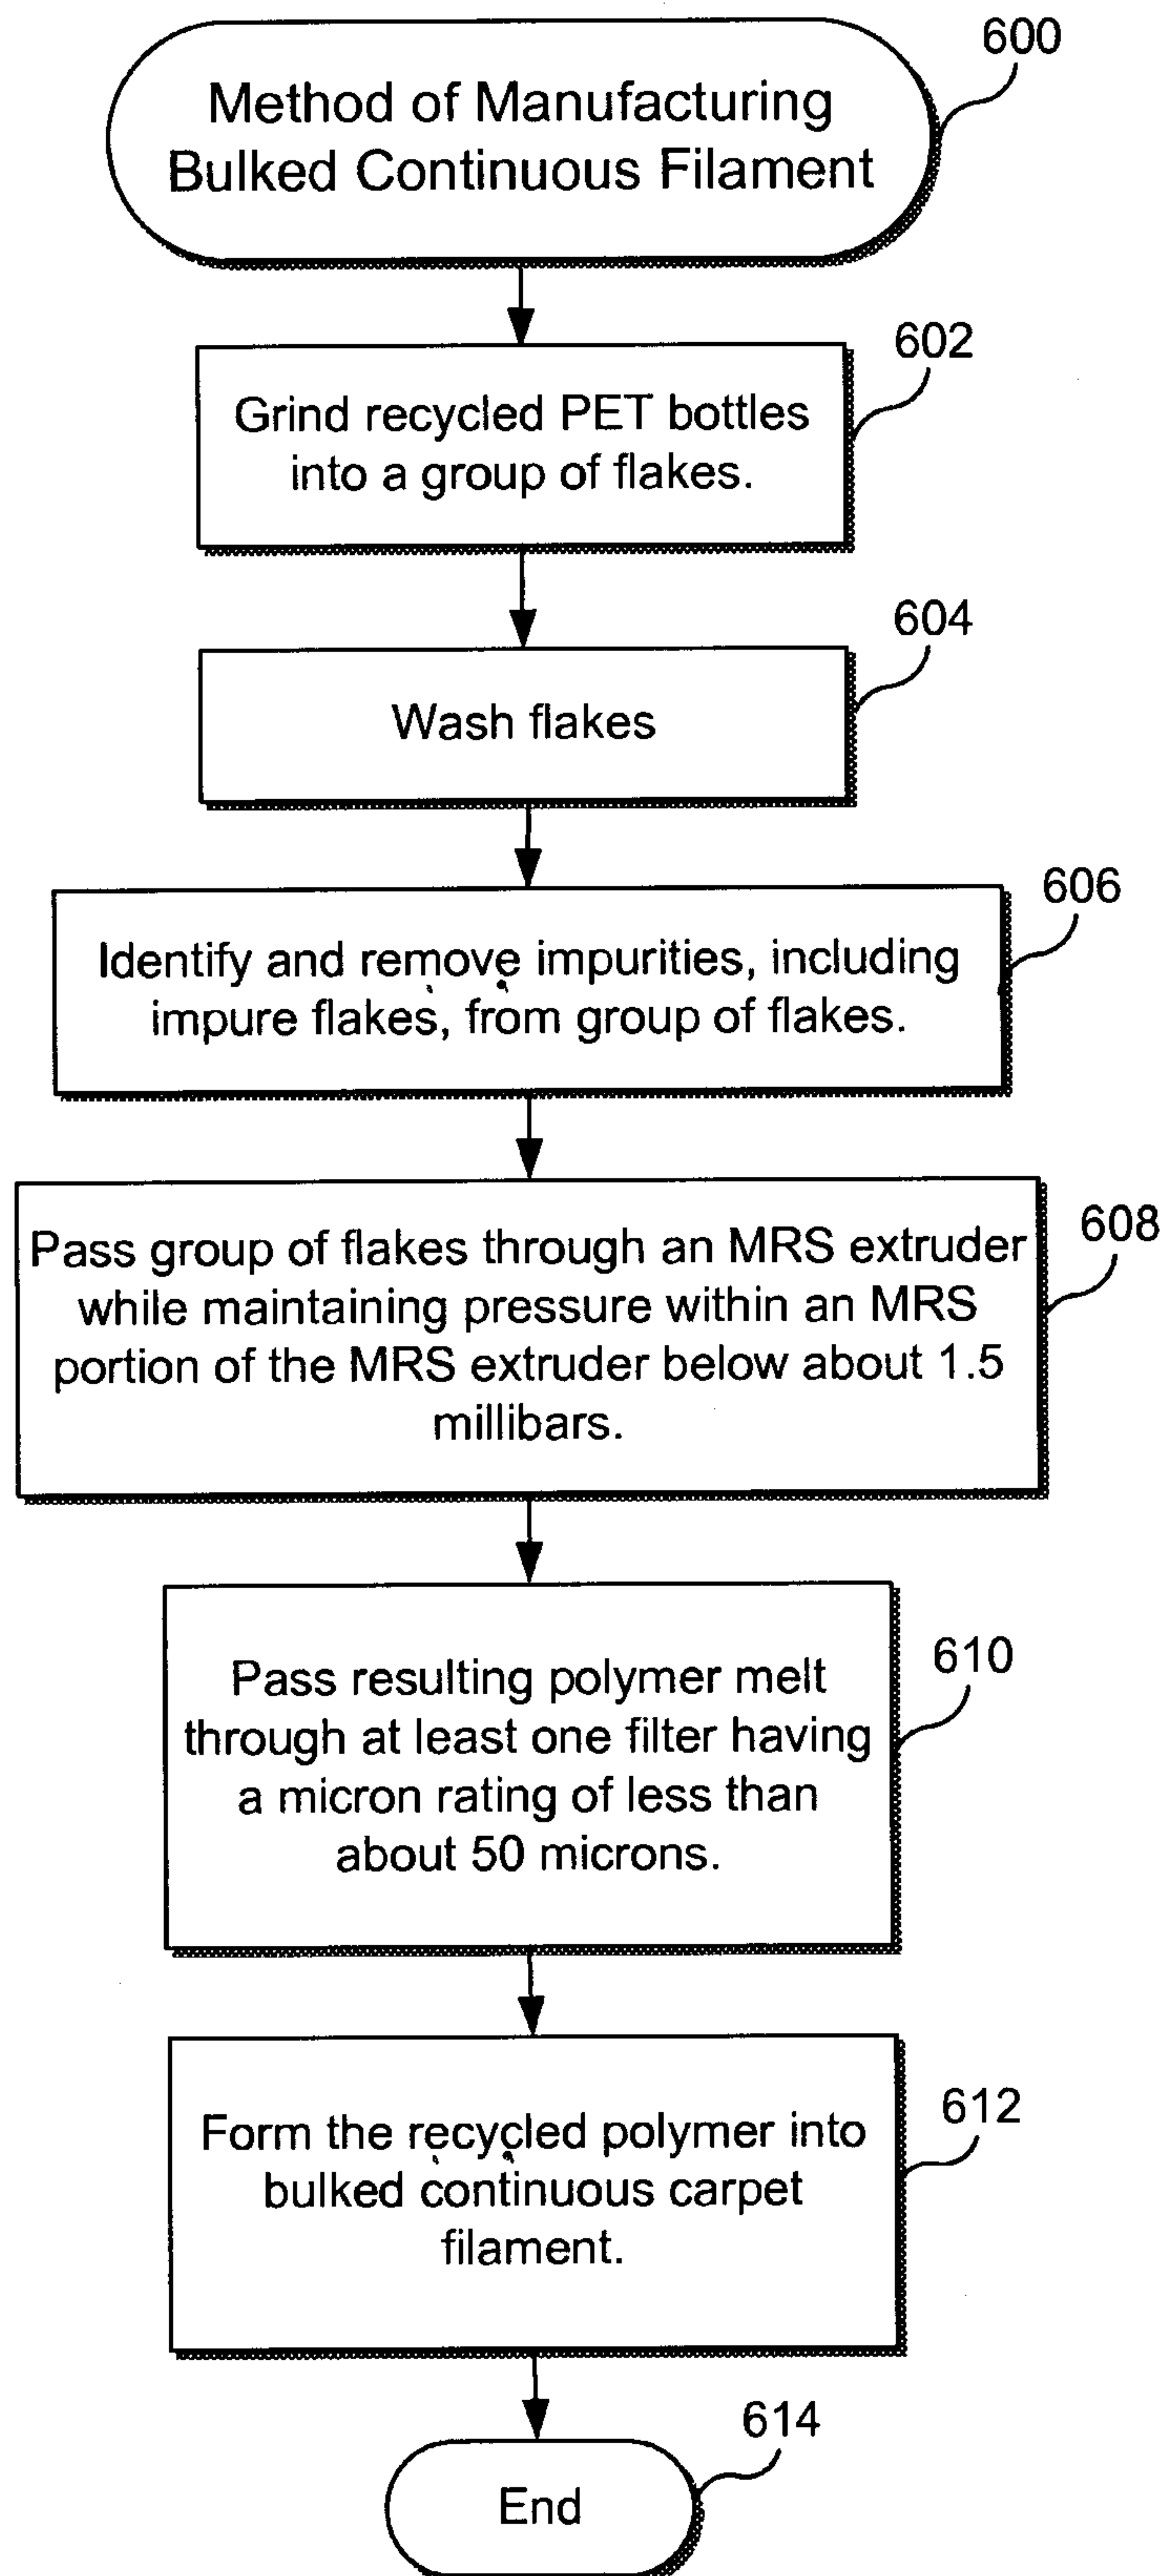 600
Method of Manufacturing
Bulked Continuous Filament
602
Grind recycled PET bottles
into a group of flakes.
604
Wash flakes
606
Identify and remove impurities, including
impure flakes, from group of flakes.
608
Pass group of flakes through an MRS extruder
while maintaining pressure within an MRS
portion of the MRS extruder below about 1.5
millibars.
610
Pass resulting polymer melt
through at least one filter having
a micron rating of less than
about 50 microns.
612
Form the recycled polymer into
bulked continuous carpet
filament.
614
End